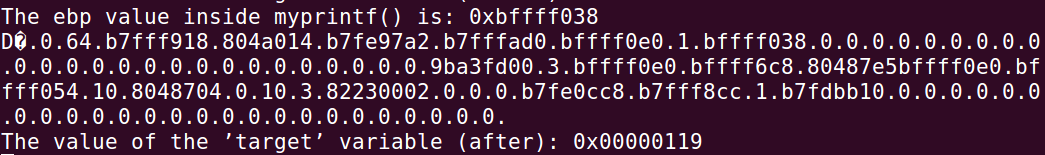 The ebp value inside myprintf() is: 0xbffff038
D�.0.64.b7fff918.804a014.b7fe97a2.b7fffad0.bffff0e0.1.bffff038.0.0.0.0.0.0.0.0.0
.0.0.0.0.0.0.0.0.0.0.0.0.0.0.0.0.9ba3fd00.3.bffff0e0.bffff6c8.80487e5bffff0e0.bf
fff054.10.8048704.0.10.3.82230002.0.0.0.b7fe0cc8.b7fff8cc.1.b7fdbb10.0.0.0.0.0.0
.0.0.0.0.0.0.0.0.0.0.0.0.0.0.0.0.0.0.0.
The value of the ’target’ variable (after): 0x00000119